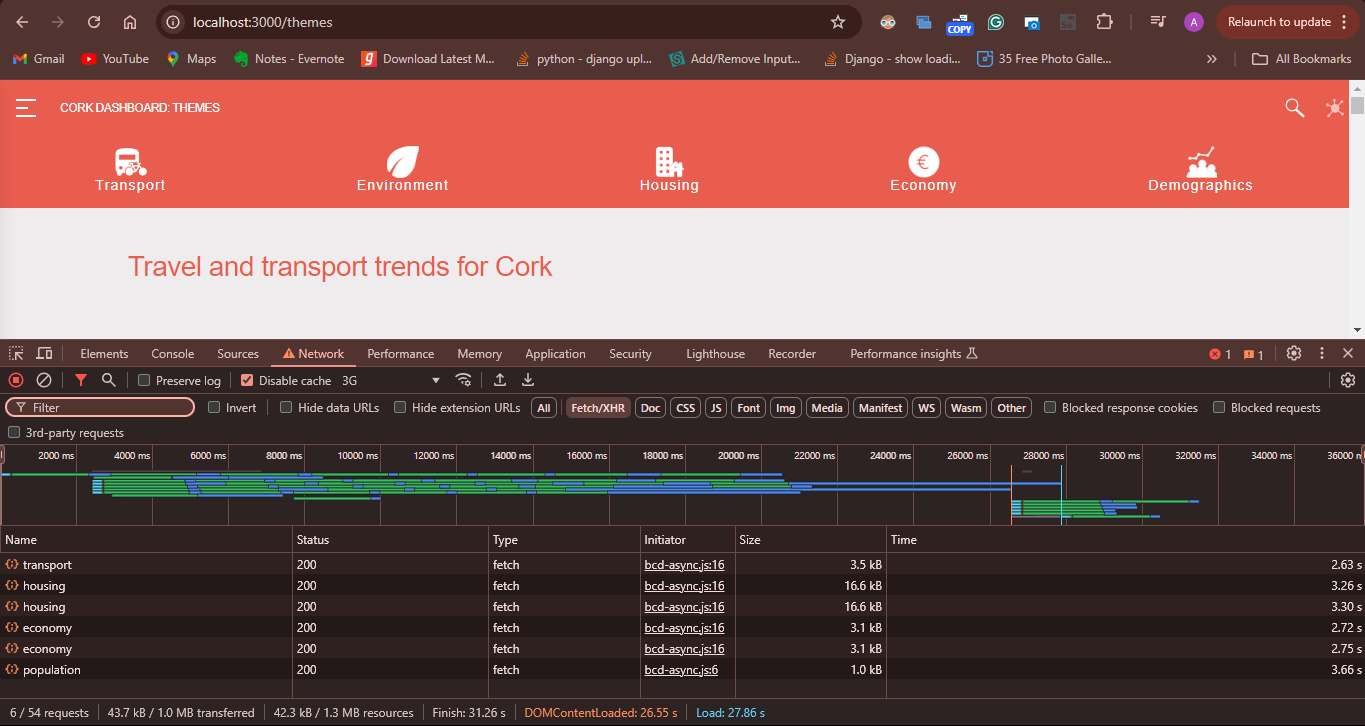 localhost:3000/themes
COPY
A
Relaunch to update
Gmail YouTube Maps Notes - Evernote Download Latest M... python - django upl... Add/Remove Input... Django - show loadi... 35 Free Photo Galle... » All Bookmarks
CORK DASHBOARD: THEMES
Transport Environment Housing Economy Demographics
Travel and transport trends for Cork
Elements Console Sources Network Performance Memory Application Security Lighthouse Recorder Performance insights 1 1
Preserve log Disable cache 3G
Filter Invert Hide data URLs Hide extension URLs All Fetch/XHR Doc CSS JS Font Img Media Manifest WS Wasm Other Blocked response cookies Blocked requests
3rd-party requests
2000 ms 4000 ms 6000 ms 8000 ms 10000 ms 12000 ms 14000 ms 16000 ms 18000 ms 20000 ms 22000 ms 24000 ms 26000 ms 28000 ms 30000 ms 32000 ms 34000 ms 36000 m
Name Status Type Initiator Size Time
transport 200 fetch bcd-async.js:16 3.5 kB 2.63 s
housing 200 fetch bcd-async.js:16 16.6 kB 3.26 s
housing 200 fetch bcd-async.js:16 16.6 kB 3.30 s
economy 200 fetch bcd-async.js:16 3.1 kB 2.72 s
economy 200 fetch bcd-async.js:16 3.1 kB 2.75 s
population 200 fetch bcd-async.js:6 1.0 kB 3.66 s
6 / 54 requests 43.7 kB / 1.0 MB transferred 42.3 kB / 1.3 MB resources Finish: 31.26 s DOMContentLoaded: 26.55 s Load: 27.86 s